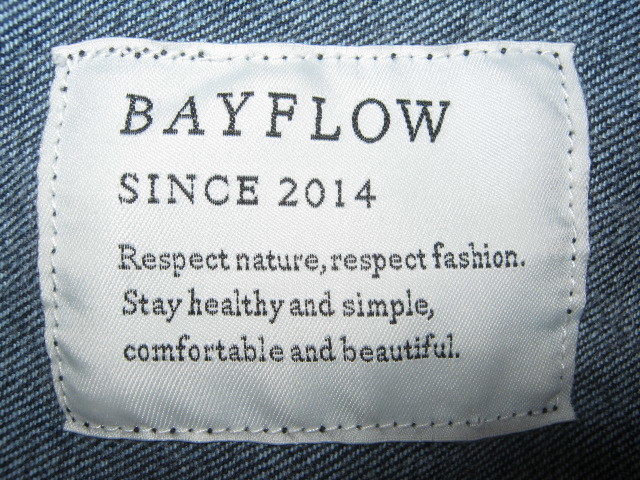 BAYFLOW
SINCE 2014
Respect nature, respect fashion.
Stay healthy and simple,
comfortable and beautiful.